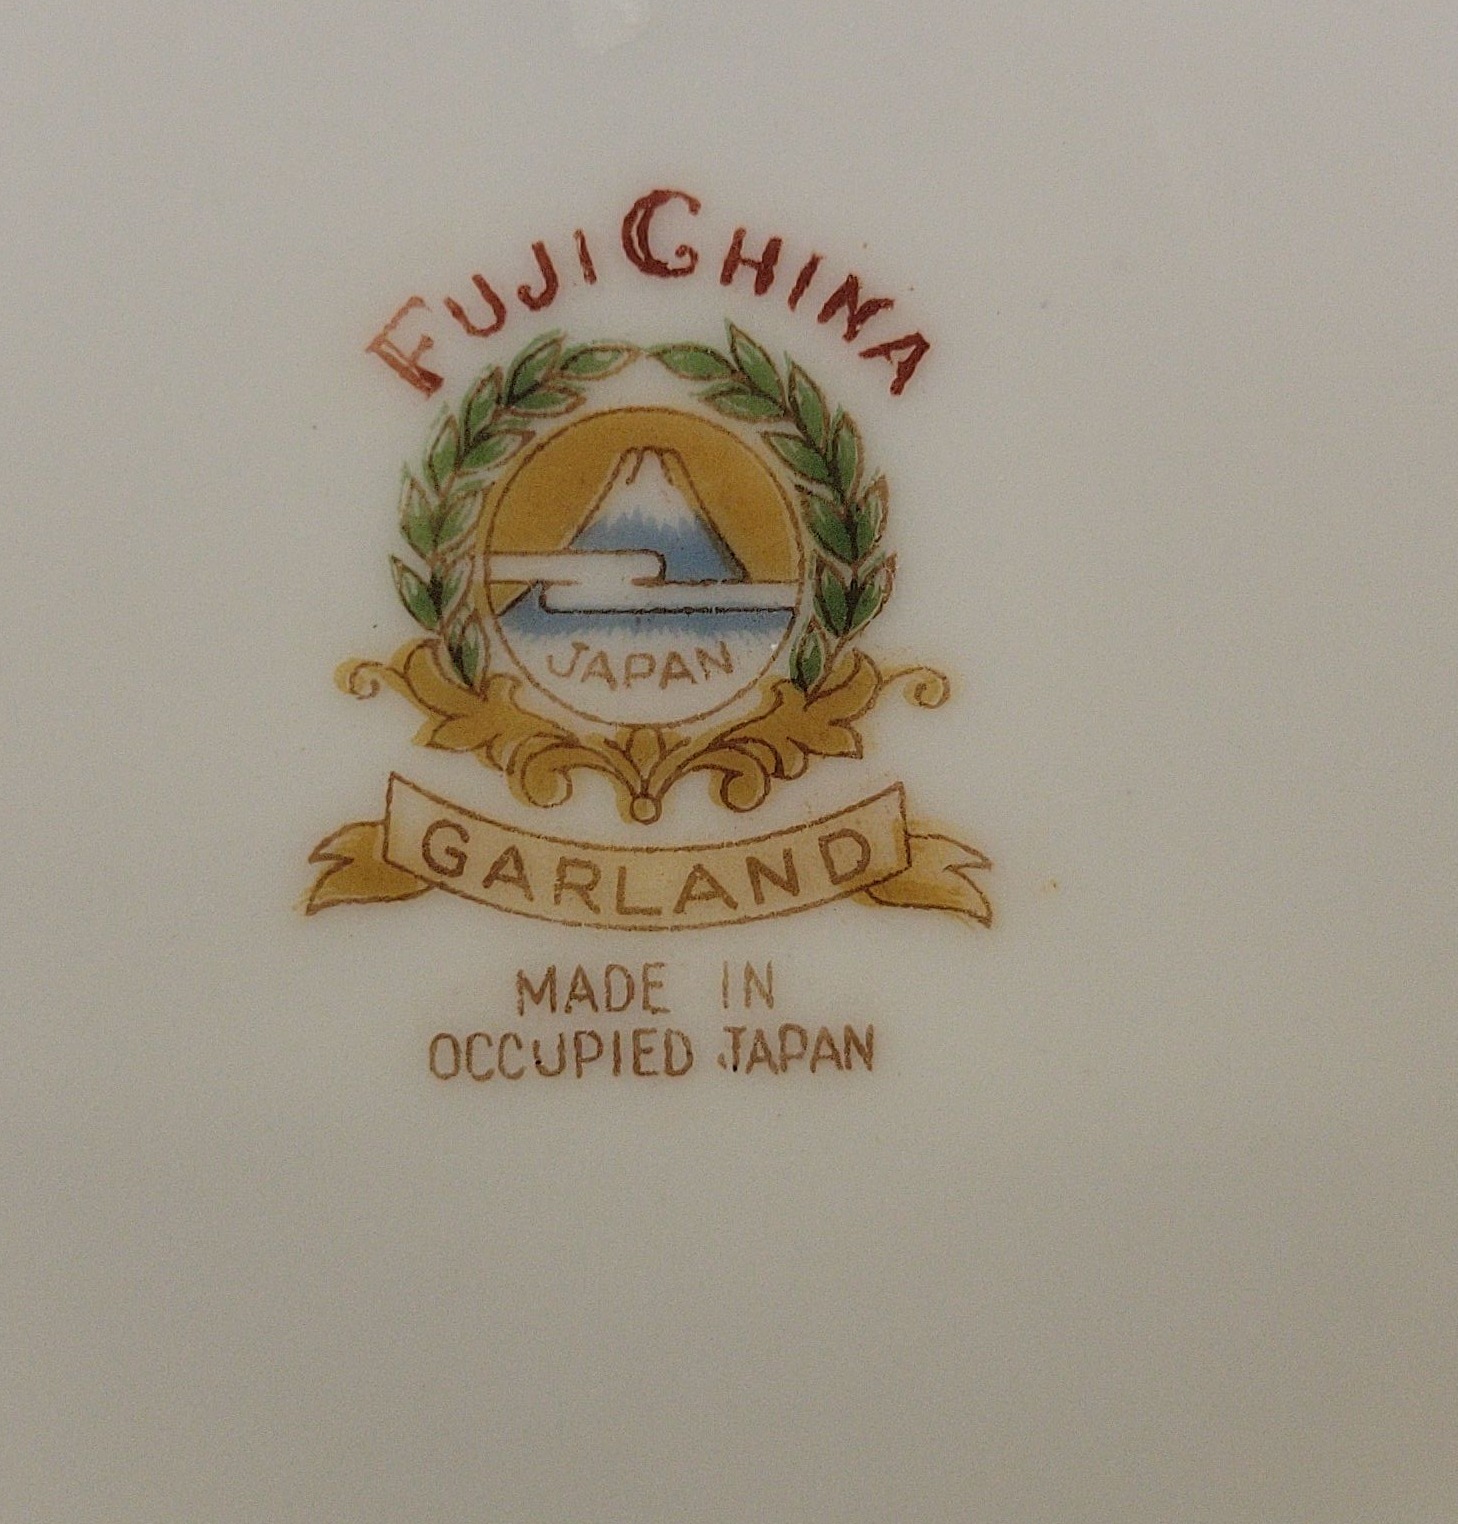 FUJI CHINA
JAPAN
GARLAND
MADE IN
OCCUPIED JAPAN